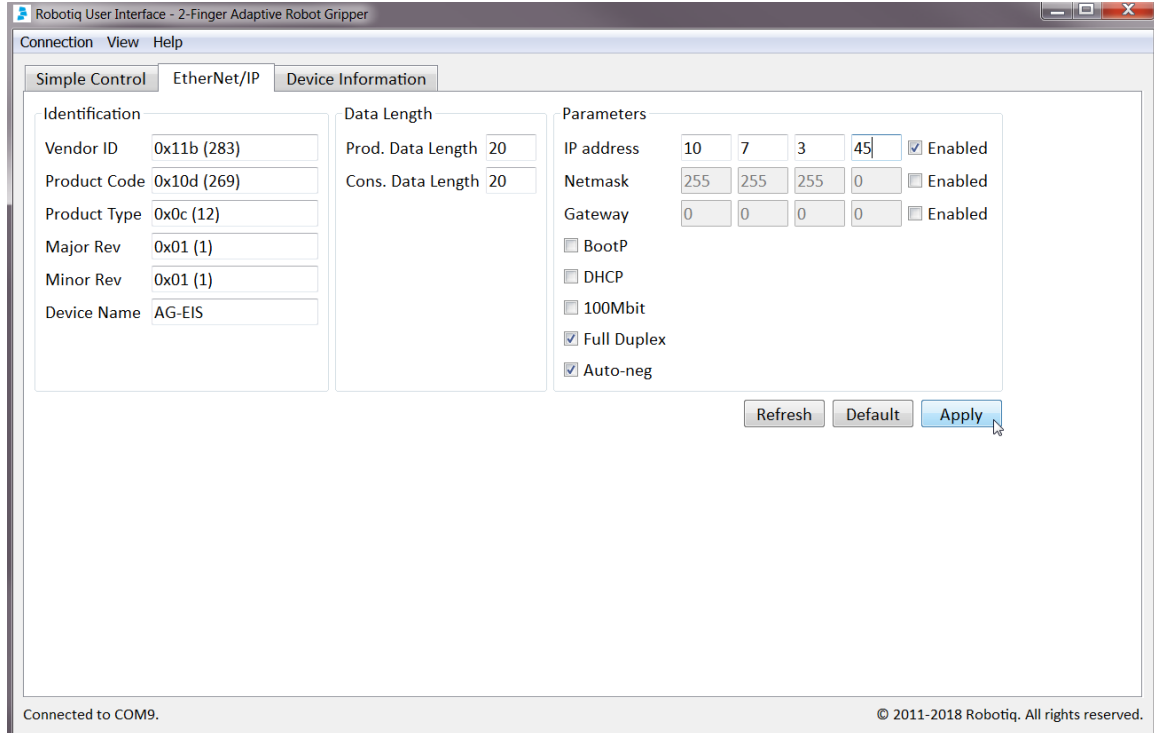 Robotiq User Interface - 2-Finger Adaptive Robot Gripper
Connection View Help
Simple Control EtherNet/IP Device Information
Identification
Vendor ID 0x11b (283)
Product Code 0x10d (269)
Product Type 0x0c (12)
Major Rev 0x01 (1)
Minor Rev 0x01 (1)
Device Name AG-EIS
Data Length
Prod. Data Length 20
Cons. Data Length 20
Parameters
IP address 10 7 3 45 Enabled
Netmask 255 255 255 0 Enabled
Gateway 0 0 0 0 Enabled
BootP
DHCP
100Mbit
Full Duplex
Auto-neg
Refresh Default Apply
Connected to COM9. © 2011-2018 Robotiq. All rights reserved.